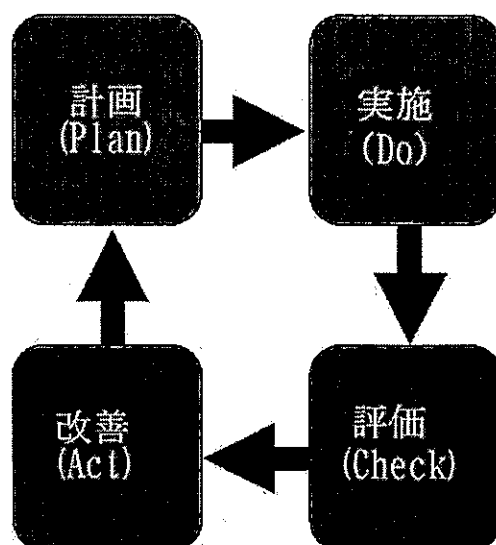 計画
(Plan)
実施
(Do)
評価
(Check)
改善
(Act)